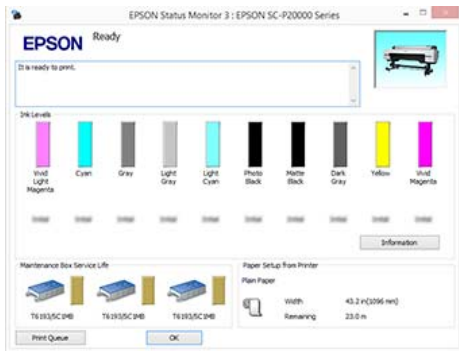 EPSON Status Monitor 3 : EPSON SC-P20000 Series
EPSON
Ready
It is ready to print.
Ink Levels
Vivid Light Magenta
Cyan
Gray
Light Gray
Light Cyan
Photo Black
Matte Black
Dark Gray
Yellow
Vivid Magenta
Information
Maintenance Box Service Life
T6193/SC1MB
T6193/SC1MB
T6193/SC1MB
Paper Setup from Printer
Plain Paper
Width 43.2 in(1096 mm)
Remaining 23.0 m
Print Queue
OK